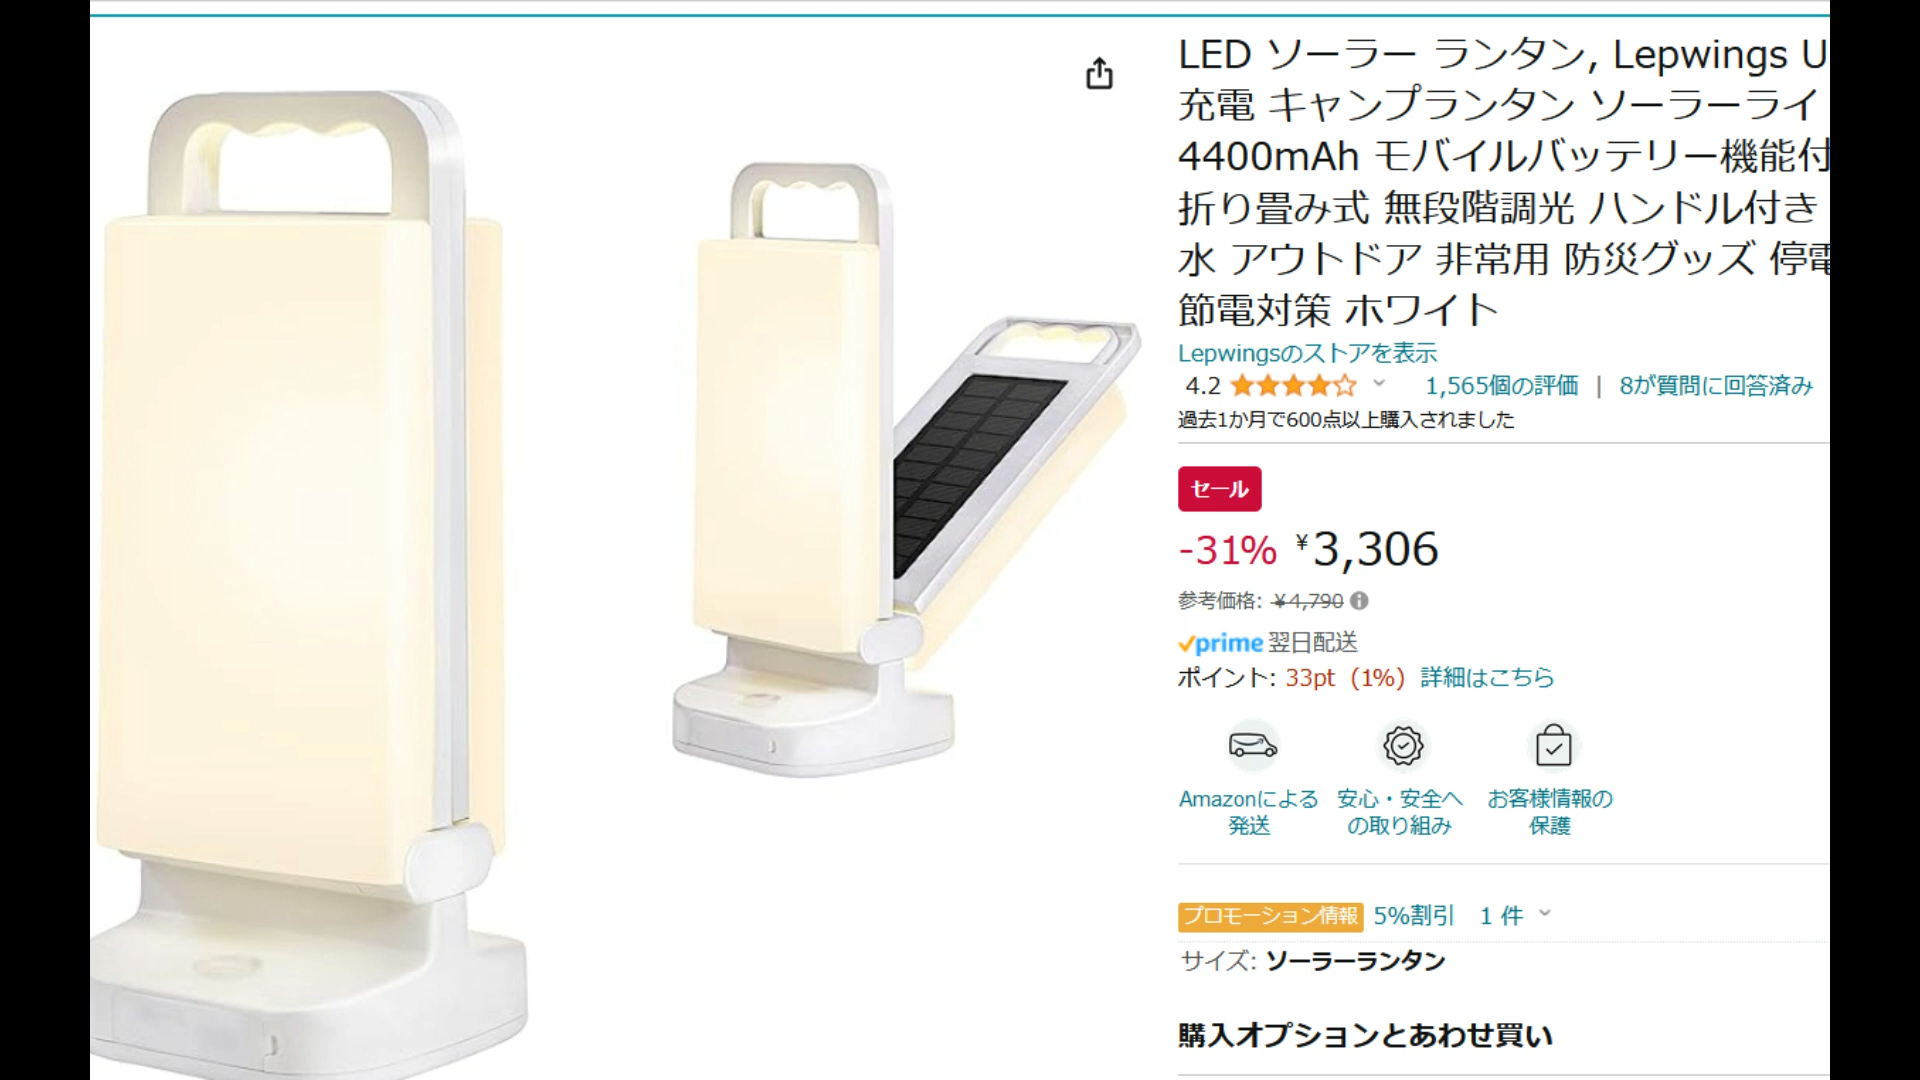 LED ソーラー ランタン, Lepwings U
充電 キャンプランタン ソーラーライ
4400mAh モバイルバッテリー機能付
折り畳み式 無段階調光 ハンドル付き
水 アウトドア 非常用 防災グッズ 停電
節電対策 ホワイト
Lepwingsのストアを表示
4.2 1,565個の評価 | 8が質問に回答済み
過去1か月で600点以上購入されました
セール
-31% ¥3,306
参考価格: ¥4,790
prime 翌日配送
ポイント: 33pt (1%) 詳細はこちら
Amazonによる 安心・安全へ お客様情報の
発送 の取り組み 保護
プロモーション情報 5%割引 1 件
サイズ: ソーラーランタン
購入オプションとあわせ買い